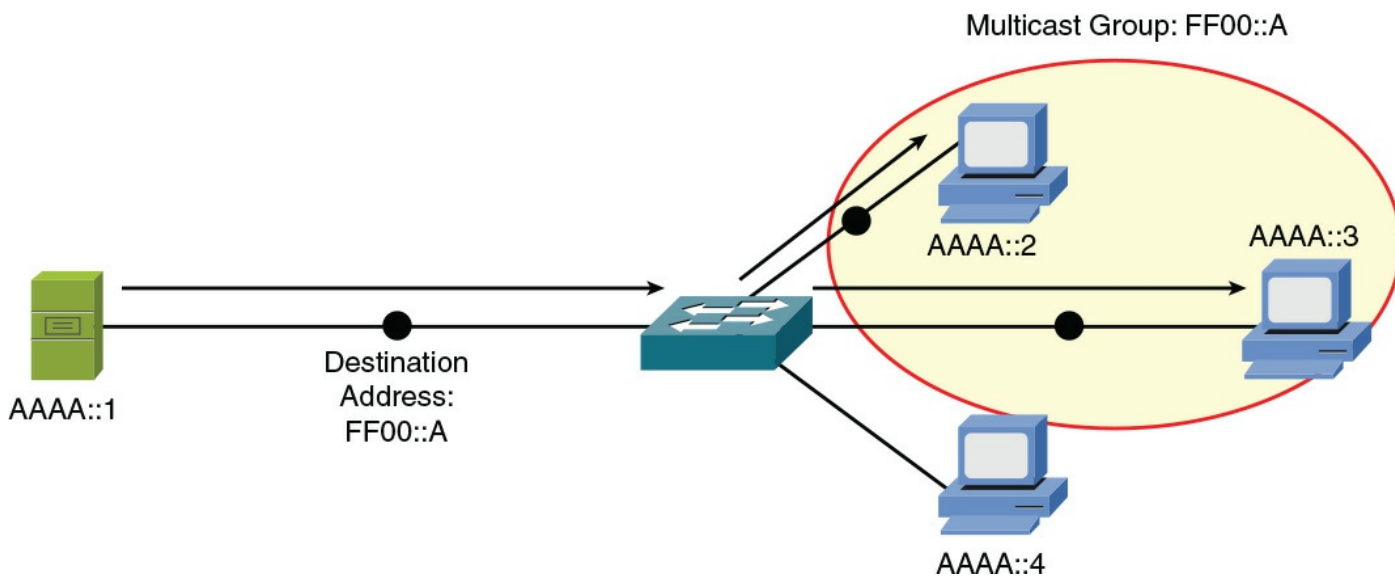 Multicast Group: FF00::A
AAAA::2
AAAA::3
Destination
Address:
FF00::A
AAAA::1
AAAA::4